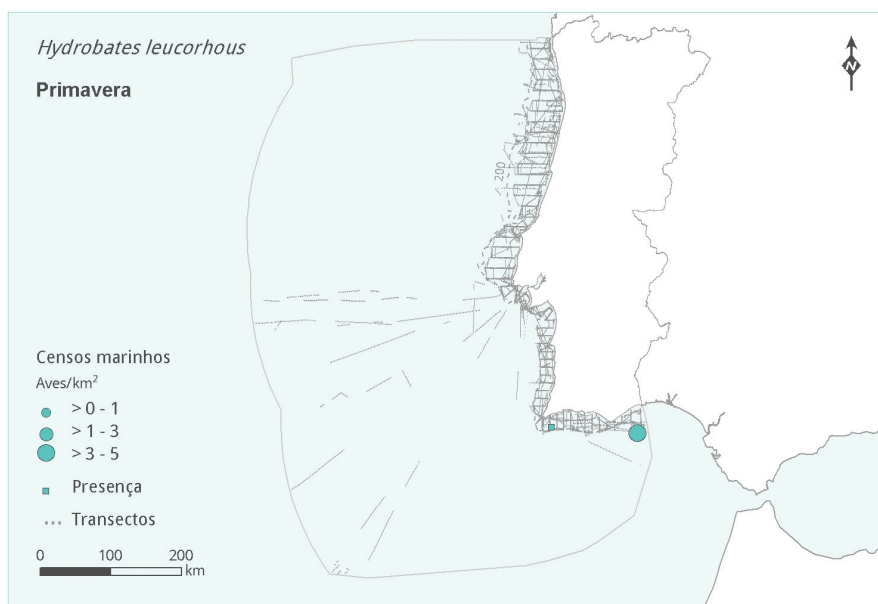 Hydrobates leucorhous
N
Primavera
200
Censos marinhos
Aves/km²
> 0 - 1
> 1 - 3
> 3 - 5
Presença
Transectos
0 100 200
km